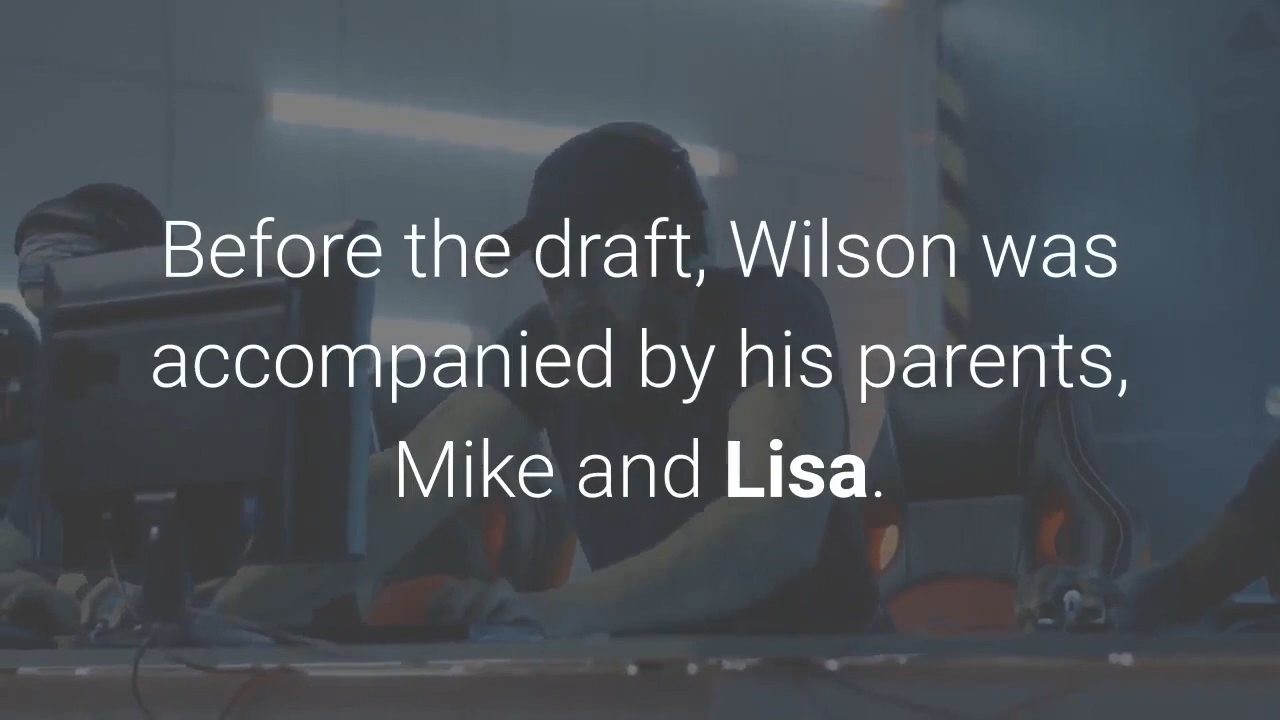 Before the draft, Wilson was
accompanied by his parents,
Mike and Lisa.